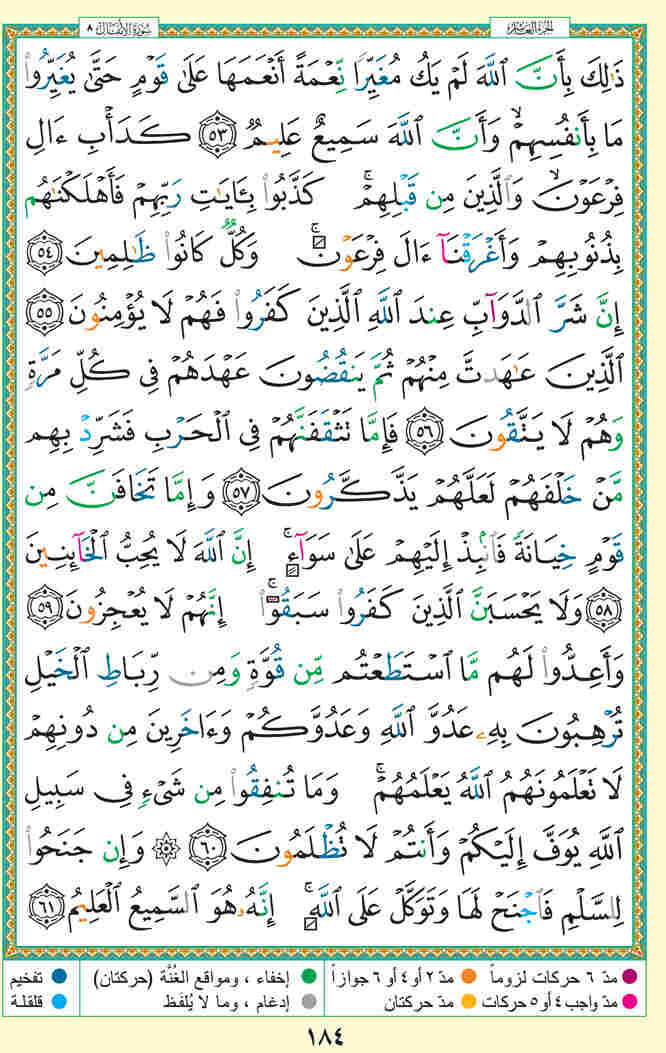 الجزء العاشر
سُورَةُ الأَنفَال ٨
ذَٰلِكَ بِأَنَّ ٱللَّهَ لَمْ يَكُ مُغَيِّرًا نِّعْمَةً أَنْعَمَهَا عَلَىٰ قَوْمٍ حَتَّىٰ يُغَيِّرُوا۟
مَا بِأَنفُسِهِمْ ۙ وَأَنَّ ٱللَّهَ سَمِيعٌ عَلِيمٌ ٥٣ كَدَأْبِ ءَالِ
فِرْعَوْنَ ۙ وَٱلَّذِينَ مِن قَبْلِهِمْ ۚ كَذَّبُوا۟ بِـَٔايَٰتِ رَبِّهِمْ فَأَهْلَكْنَٰهُم
بِذُنُوبِهِمْ وَأَغْرَقْنَآ ءَالَ فِرْعَوْنَ ۚ وَكُلٌّ كَانُوا۟ ظَٰلِمِينَ ٥٤
إِنَّ شَرَّ ٱلدَّوَآبِّ عِندَ ٱللَّهِ ٱلَّذِينَ كَفَرُوا۟ فَهُمْ لَا يُؤْمِنُونَ ٥٥
ٱلَّذِينَ عَٰهَدتَّ مِنْهُمْ ثُمَّ يَنقُضُونَ عَهْدَهُمْ فِى كُلِّ مَرَّةٍ
وَهُمْ لَا يَتَّقُونَ ٥٦ فَإِمَّا تَثْقَفَنَّهُمْ فِى ٱلْحَرْبِ فَشَرِّدْ بِهِم
مَّنْ خَلْفَهُمْ لَعَلَّهُمْ يَذَّكَّرُونَ ٥٧ وَإِمَّا تَخَافَنَّ مِن
قَوْمٍ خِيَانَةً فَٱنۢبِذْ إِلَيْهِمْ عَلَىٰ سَوَآءٍ ۚ إِنَّ ٱللَّهَ لَا يُحِبُّ ٱلْخَآئِنِينَ
٥٨ وَلَا يَحْسَبَنَّ ٱلَّذِينَ كَفَرُوا۟ سَبَقُوٓا۟ ۚ إِنَّهُمْ لَا يُعْجِزُونَ ٥٩
وَأَعِدُّوا۟ لَهُم مَّا ٱسْتَطَعْتُم مِّن قُوَّةٍ وَمِن رِّبَاطِ ٱلْخَيْلِ
تُرْهِبُونَ بِهِۦ عَدُوَّ ٱللَّهِ وَعَدُوَّكُمْ وَءَاخَرِينَ مِن دُونِهِمْ
لَا تَعْلَمُونَهُمُ ٱللَّهُ يَعْلَمُهُمْ ۚ وَمَا تُنفِقُوا۟ مِن شَىْءٍ فِى سَبِيلِ
ٱللَّهِ يُوَفَّ إِلَيْكُمْ وَأَنتُمْ لَا تُظْلَمُونَ ٦٠ ۞ وَإِن جَنَحُوا۟
لِلسَّلْمِ فَٱجْنَحْ لَهَا وَتَوَكَّلْ عَلَى ٱللَّهِ ۚ إِنَّهُۥ هُوَ ٱلسَّمِيعُ ٱلْعَلِيمُ ٦١
مدّ ٦ حركات لزوماً مدّ ٢ أو ٤ أو ٦ جوازاً إخفاء ، ومواقع الغُنَّة (حركتان) تفخيم
مدّ واجب ٤ أو ٥ حركات مدّ حركتان إدغام ، وما لا يُلفَظ قلقلة
١٨٤